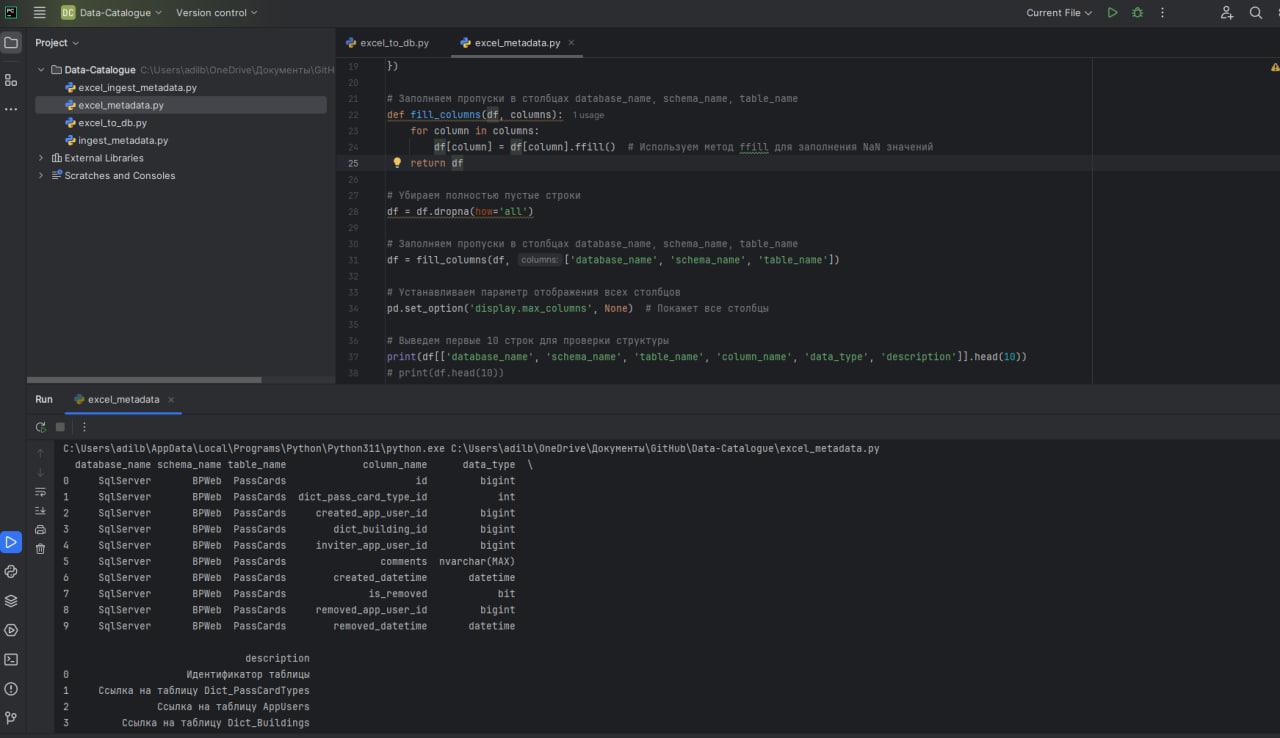 DC Data-Catalogue Version control Current File
Project
excel_to_db.py excel_metadata.py
Data-Catalogue C:\Users\adilb\OneDrive\Документы\GitH
excel_ingest_metadata.py
excel_metadata.py
excel_to_db.py
ingest_metadata.py
External Libraries
Scratches and Consoles
19 })
20
21 # Заполняем пропуски в столбцах database_name, schema_name, table_name
22 def fill_columns(df, columns): 1 usage
23 for column in columns:
24 df[column] = df[column].ffill() # Используем метод ffill для заполнения NaN значений
25 return df
26
27 # Убираем полностью пустые строки
28 df = df.dropna(how='all')
29
30 # Заполняем пропуски в столбцах database_name, schema_name, table_name
31 df = fill_columns(df, columns: ['database_name', 'schema_name', 'table_name'])
32
33 # Устанавливаем параметр отображения всех столбцов
34 pd.set_option('display.max_columns', None) # Покажет все столбцы
35
36 # Выведем первые 10 строк для проверки структуры
37 print(df[['database_name', 'schema_name', 'table_name', 'column_name', 'data_type', 'description']].head(10))
38 # print(df.head(10))
Run excel_metadata
C:\Users\adilb\AppData\Local\Programs\Python\Python311\python.exe C:\Users\adilb\OneDrive\Документы\GitHub\Data-Catalogue\excel_metadata.py
database_name schema_name table_name column_name data_type \
0 SqlServer BPWeb PassCards id bigint
1 SqlServer BPWeb PassCards dict_pass_card_type_id int
2 SqlServer BPWeb PassCards created_app_user_id bigint
3 SqlServer BPWeb PassCards dict_building_id bigint
4 SqlServer BPWeb PassCards inviter_app_user_id bigint
5 SqlServer BPWeb PassCards comments nvarchar(MAX)
6 SqlServer BPWeb PassCards created_datetime datetime
7 SqlServer BPWeb PassCards is_removed bit
8 SqlServer BPWeb PassCards removed_app_user_id bigint
9 SqlServer BPWeb PassCards removed_datetime datetime
description
0 Идентификатор таблицы
1 Ссылка на таблицу Dict_PassCardTypes
2 Ссылка на таблицу AppUsers
3 Ссылка на таблицу Dict_Buildings